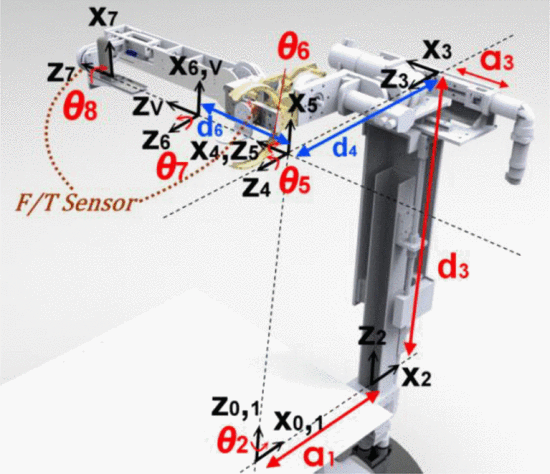 X7
Z7
θ8
X6,V
ZV
Z6
θ7
d6
θ6
X5
X4,Z5
Z4
θ5
d4
X3
Z3
a3
F/T Sensor
d3
Z2
X2
Z0,1
X0,1
θ2
a1